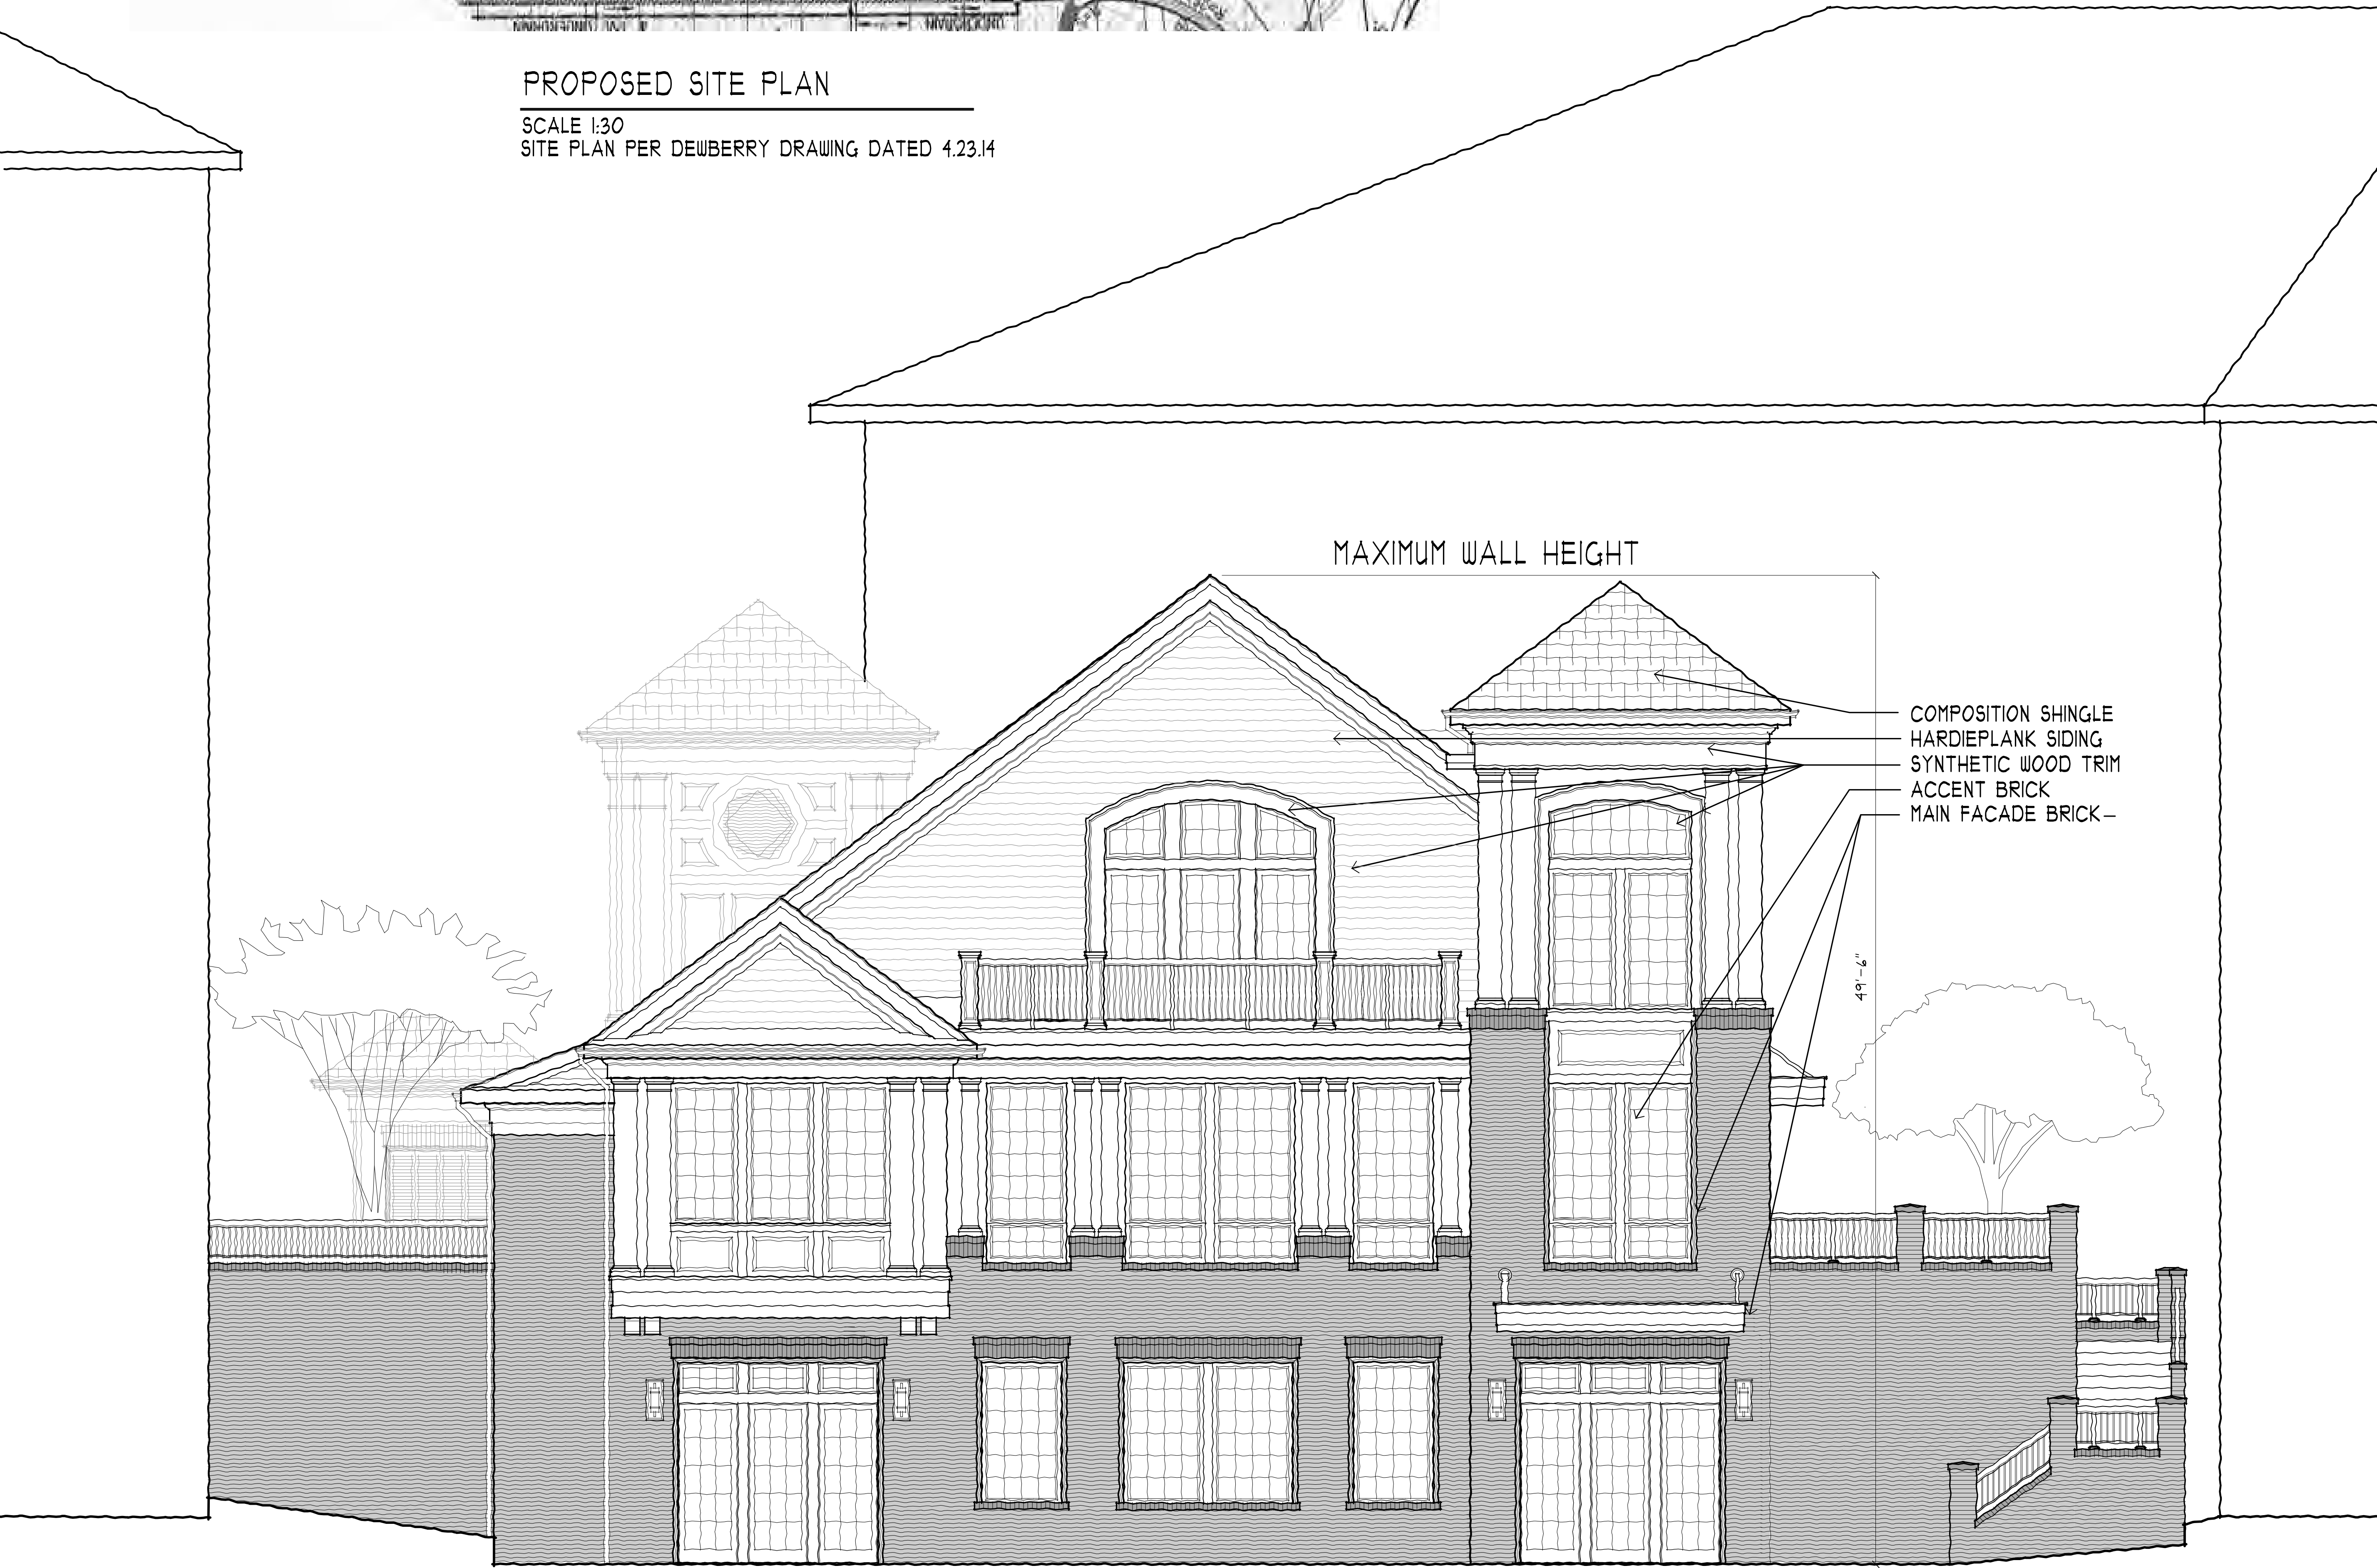 PROPOSED SITE PLAN
SCALE 1:30
SITE PLAN PER DEWBERRY DRAWING DATED 4.23.14
MAXIMUM WALL HEIGHT
COMPOSITION SHINGLE
HARDIEPLANK SIDING
SYNTHETIC WOOD TRIM
ACCENT BRICK
MAIN FACADE BRICK–
49'-6"